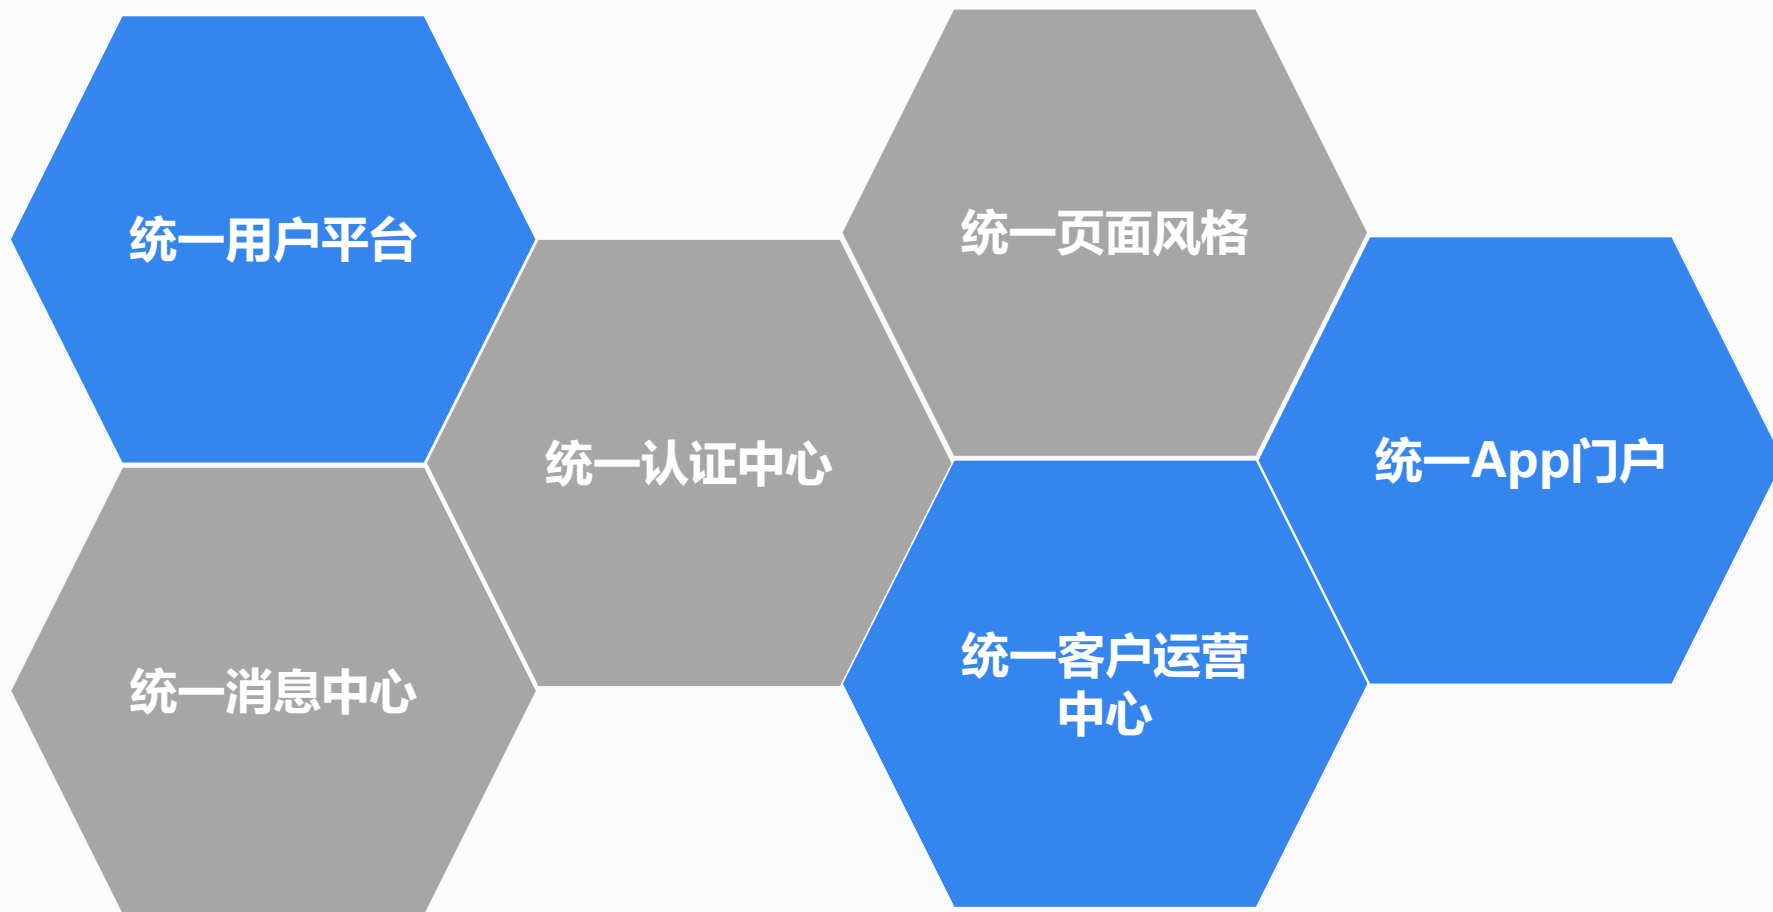 统一用户平台
统一页面风格
统一认证中心
统一App门户
统一消息中心
统一客户运营
中心